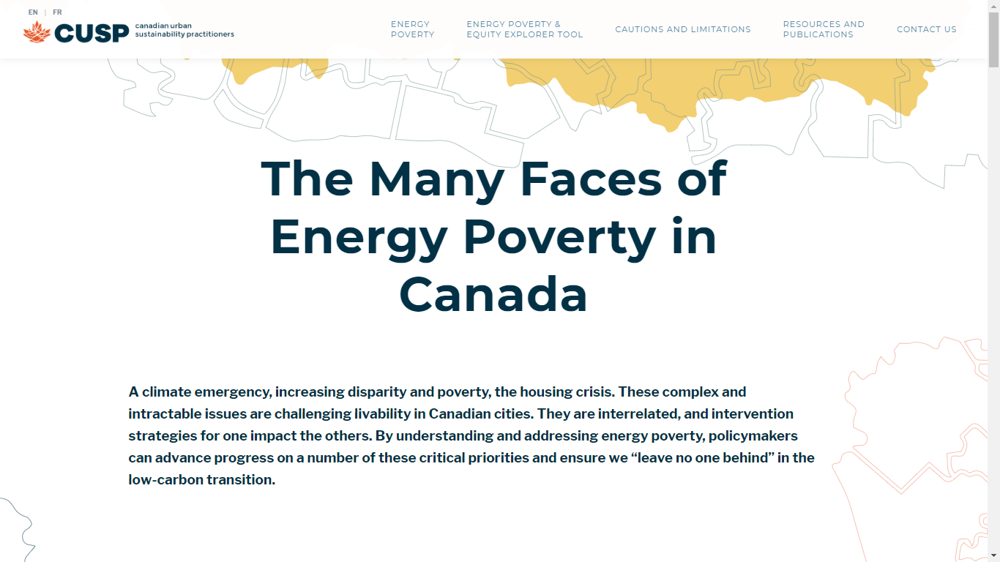 EN | FR
CUSP canadian urban
sustainability practitioners
ENERGY
POVERTY
ENERGY POVERTY &
EQUITY EXPLORER TOOL
CAUTIONS AND LIMITATIONS
RESOURCES AND
PUBLICATIONS
CONTACT US
The Many Faces of
Energy Poverty in
Canada
A climate emergency, increasing disparity and poverty, the housing crisis. These complex and
intractable issues are challenging livability in Canadian cities. They are interrelated, and intervention
strategies for one impact the others. By understanding and addressing energy poverty, policymakers
can advance progress on a number of these critical priorities and ensure we “leave no one behind” in the
low-carbon transition.